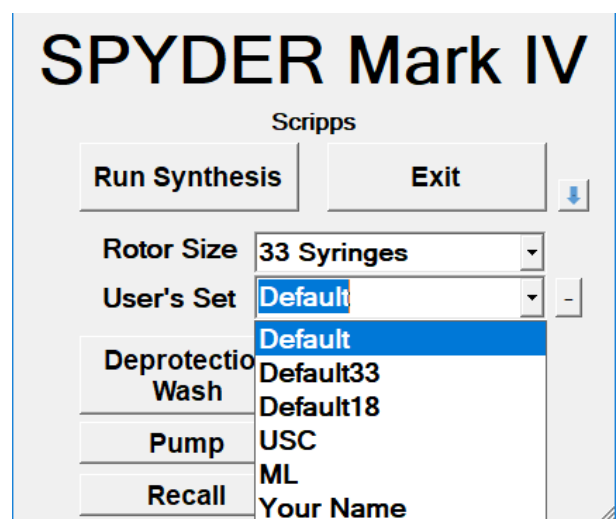 SPYDER Mark IV
Scripps
Run Synthesis Exit
Rotor Size 33 Syringes
User's Set Default -
Default
Deprotectio
Wash
Default33
Default18
Pump
USC
ML
Recall
Your Name